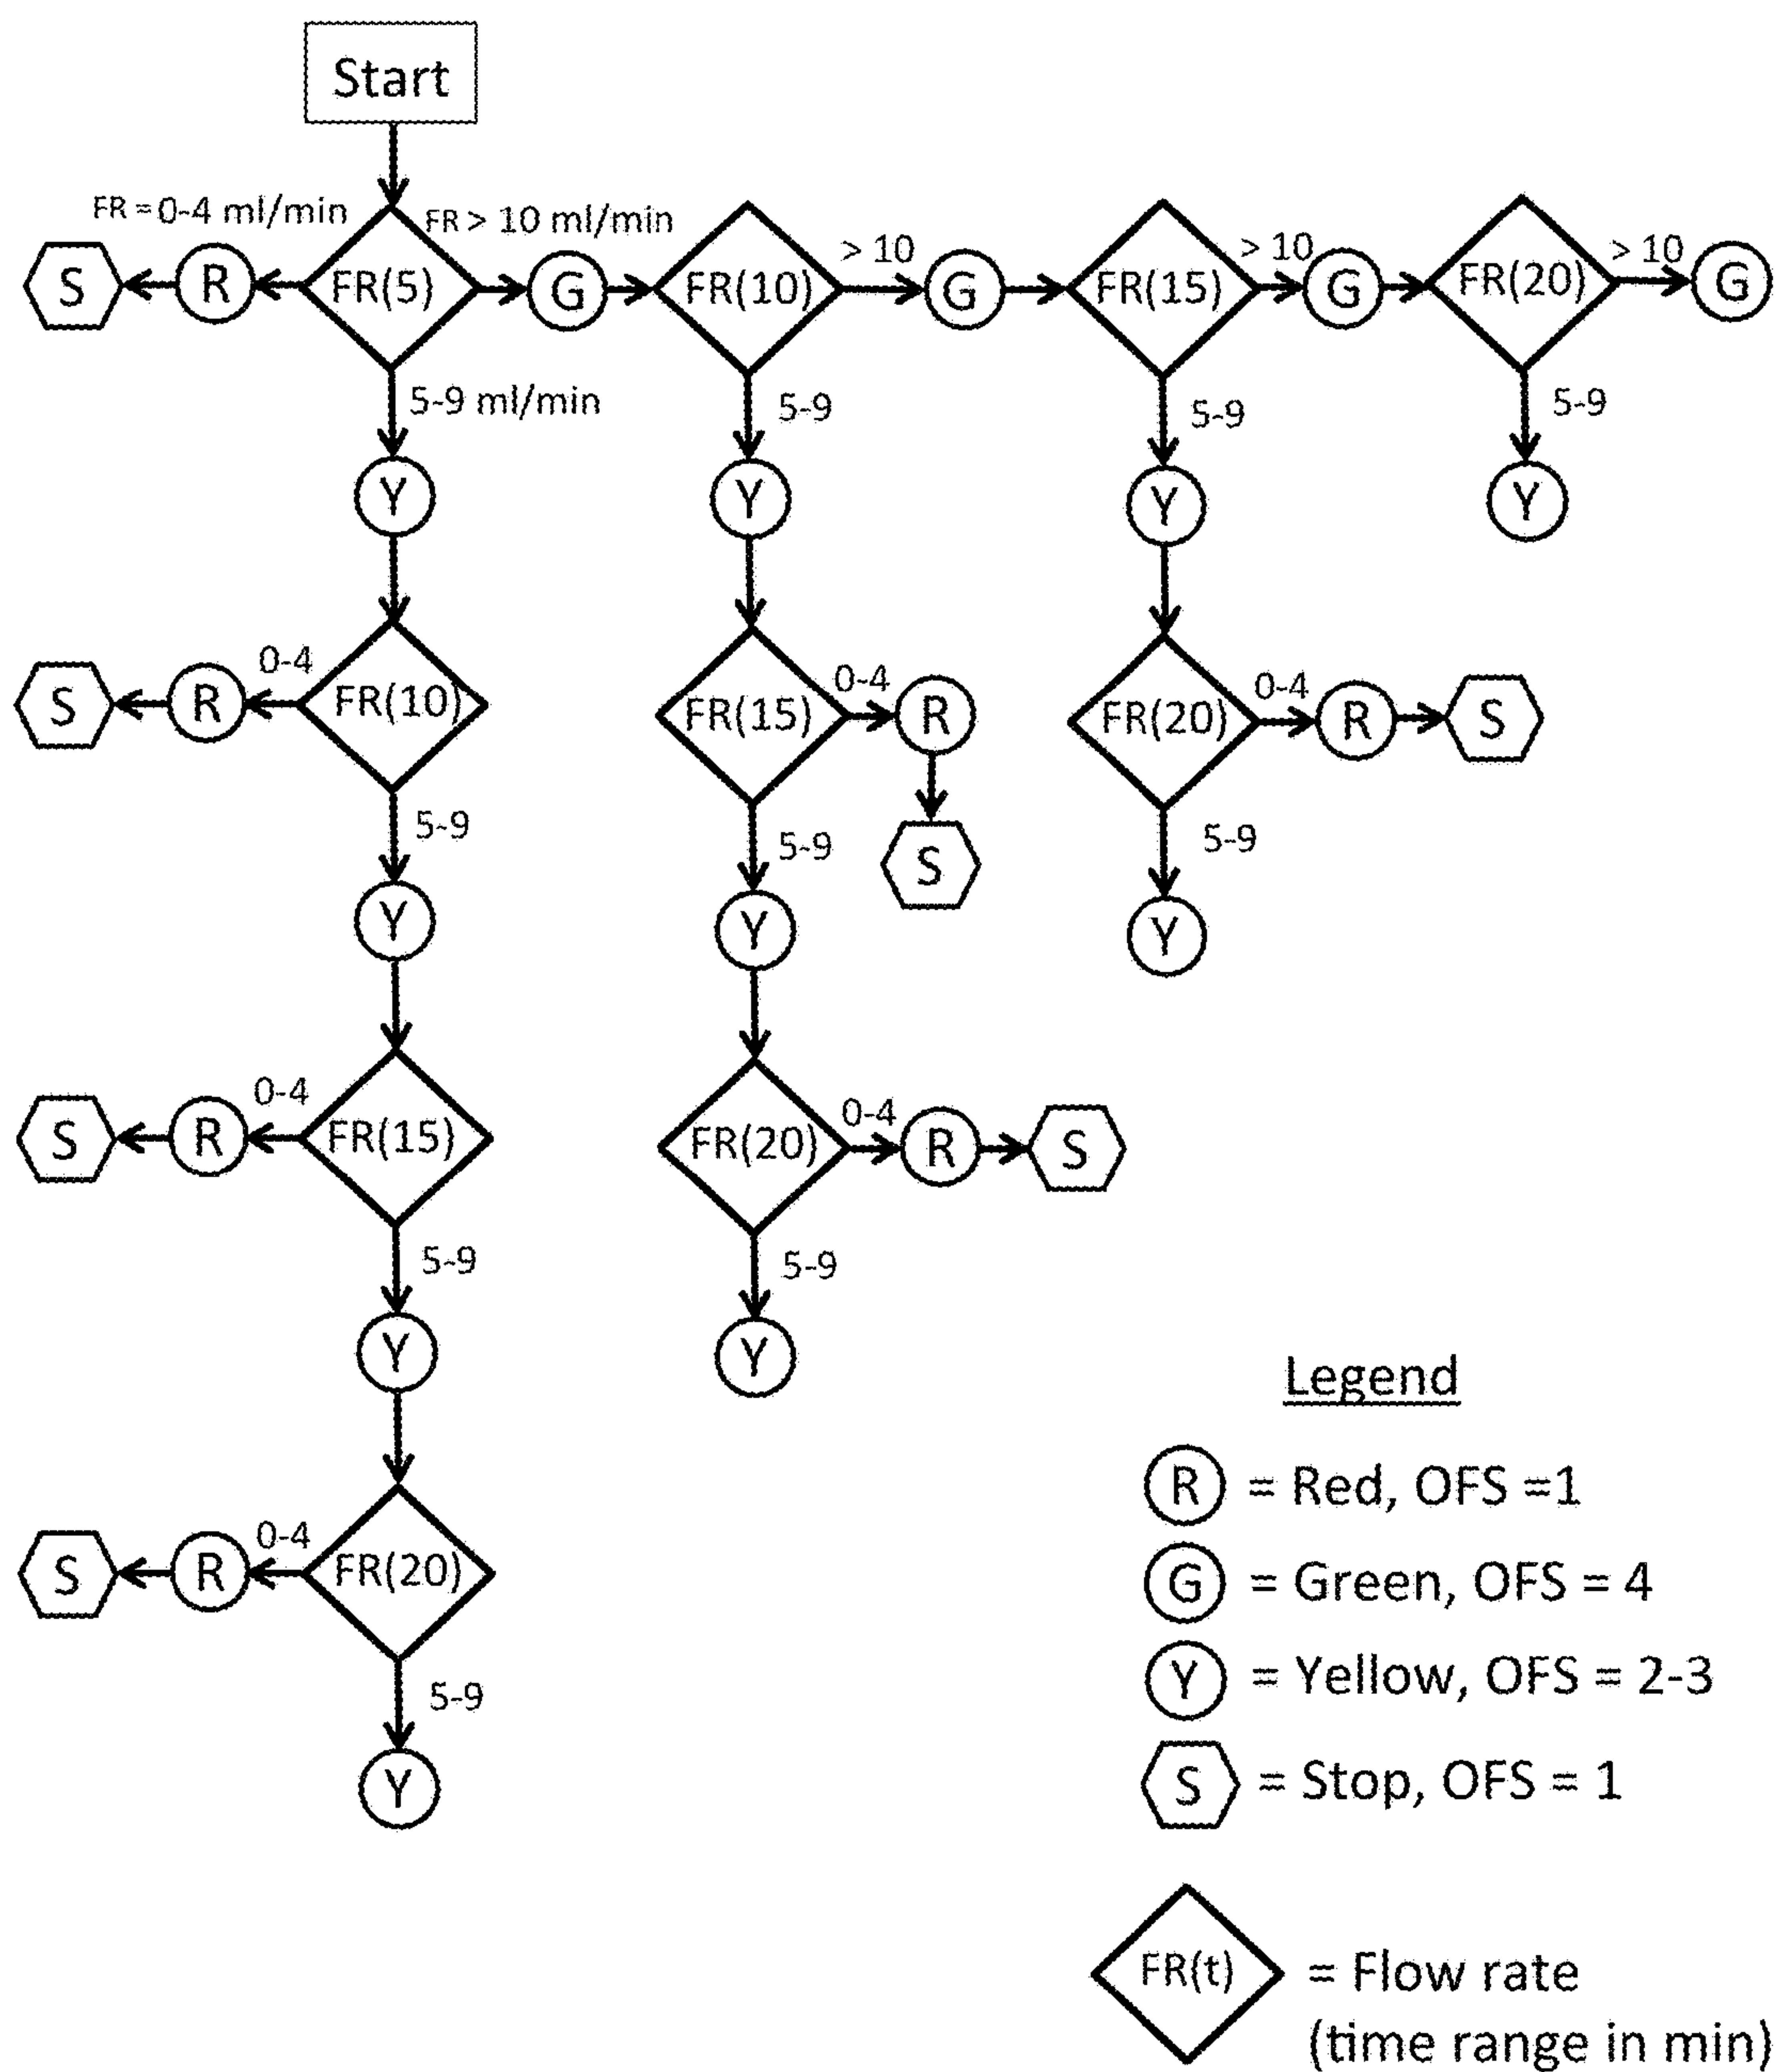 Start
FR = 0-4 ml/min
FR > 10 ml/min
S R FR(5) G FR(10) > 10 G FR(15) > 10 G FR(20) > 10 G
5-9 ml/min 5-9 5-9 5-9
Y Y Y Y
S R 0-4 FR(10) FR(15) 0-4 R FR(20) 0-4 R S
5-9 5-9 S 5-9
Y Y Y
S R 0-4 FR(15) FR(20) 0-4 R S
5-9 5-9
Y Y
S R 0-4 FR(20)
5-9
Y
Legend
R = Red, OFS =1
G = Green, OFS = 4
Y = Yellow, OFS = 2-3
S = Stop, OFS = 1
FR(t) = Flow rate
(time range in min)